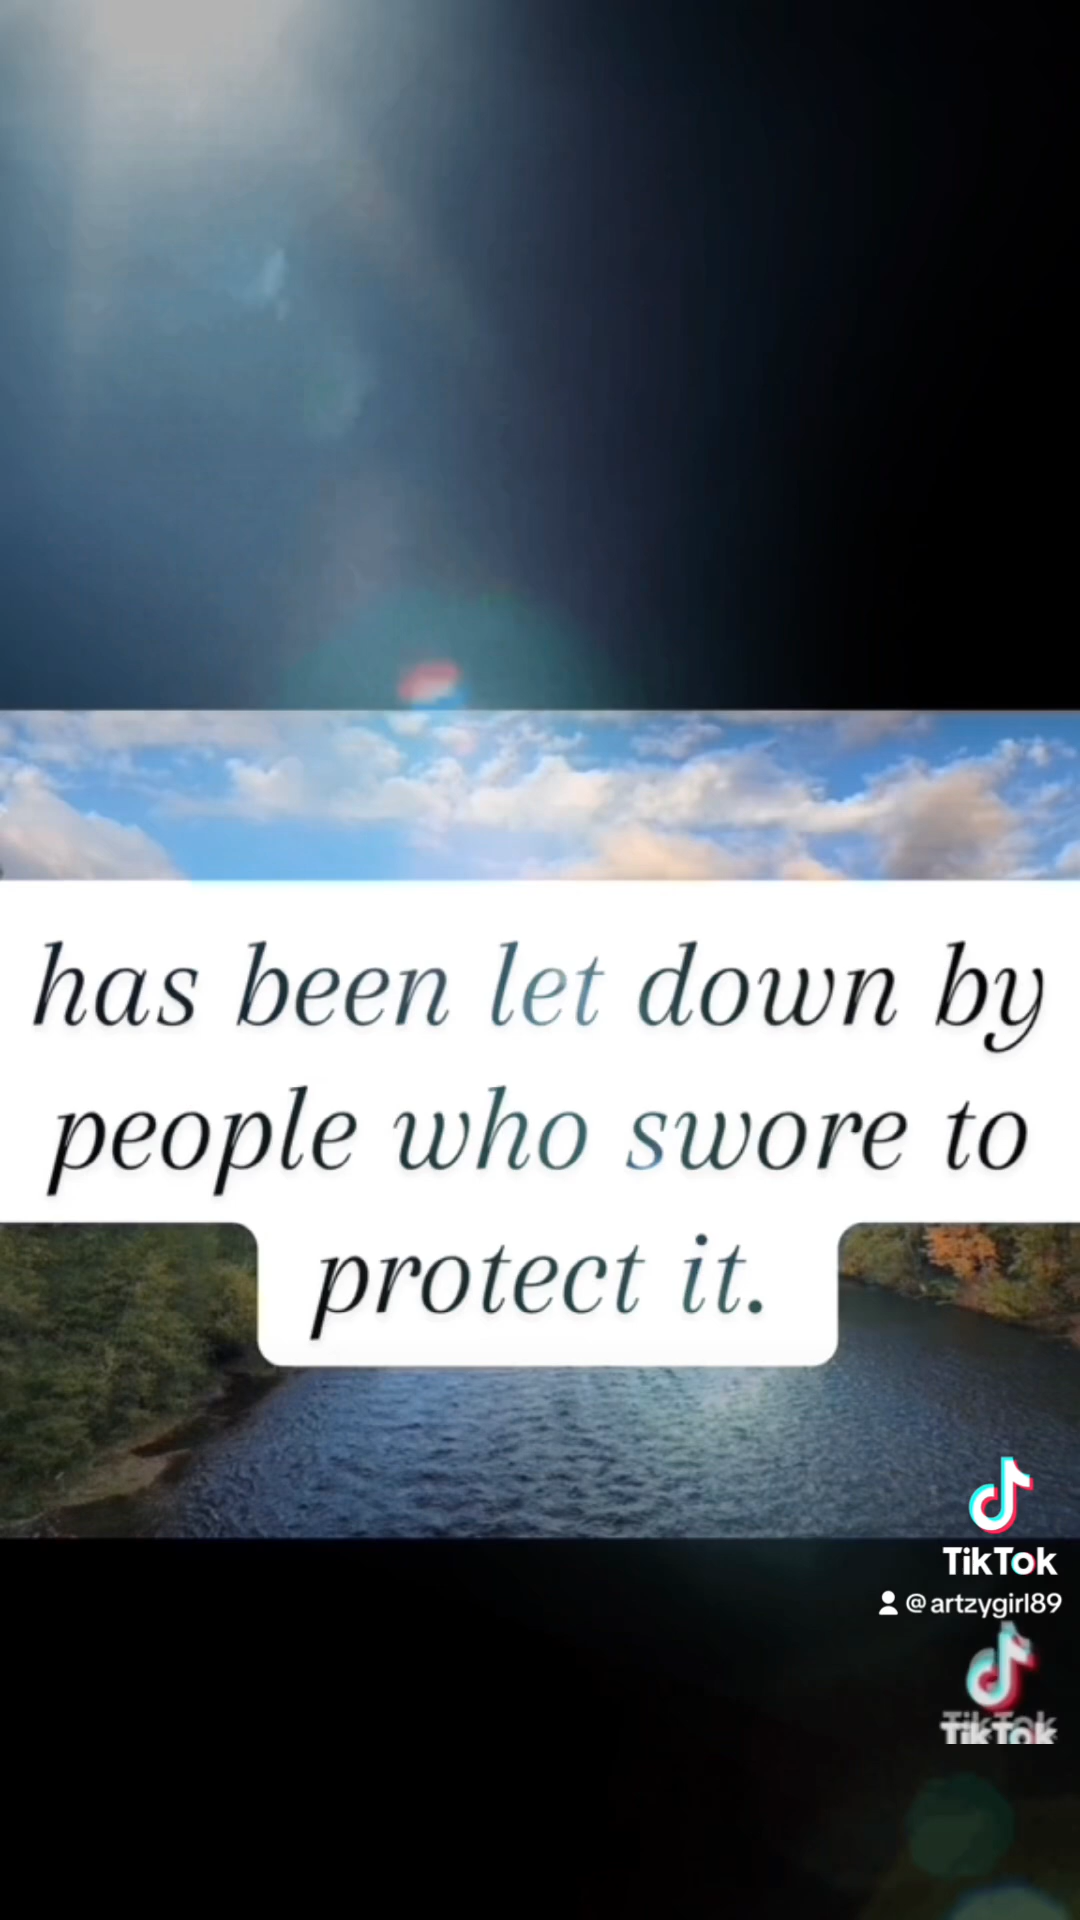 has been let down by
people who swore to
protect it.
TikTok
@artzygirl89
TikTok